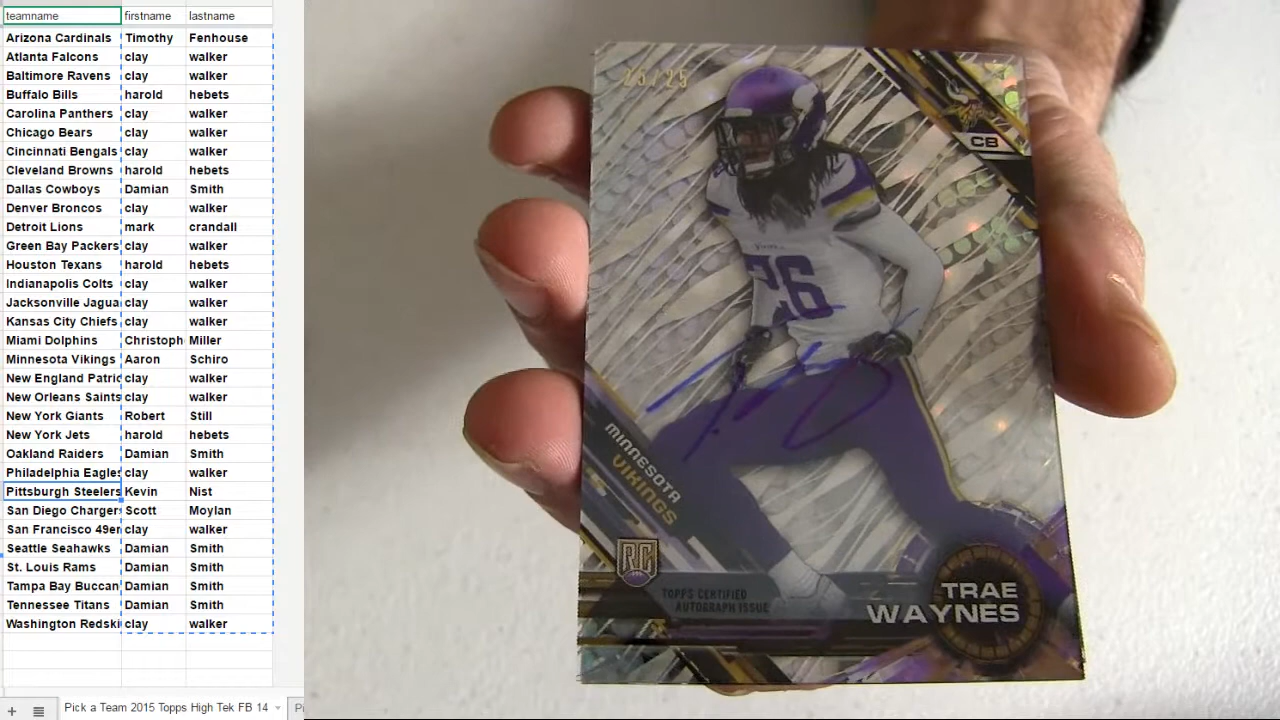 teamname firstname lastname
Arizona Cardinals Timothy Fenhouse
Atlanta Falcons clay walker
Baltimore Ravens clay walker
Buffalo Bills harold hebets
Carolina Panthers clay walker
Chicago Bears clay walker
Cincinnati Bengals clay walker
Cleveland Browns harold hebets
Dallas Cowboys Damian Smith
Denver Broncos clay walker
Detroit Lions mark crandall
Green Bay Packers clay walker
Houston Texans harold hebets
Indianapolis Colts clay walker
Jacksonville Jagua clay walker
Kansas City Chiefs clay walker
Miami Dolphins Christoph Miller
Minnesota Vikings Aaron Schiro
New England Patric clay walker
New Orleans Saints clay walker
New York Giants Robert Still
New York Jets harold hebets
Oakland Raiders Damian Smith
Philadelphia Eagles clay walker
Pittsburgh Steelers Kevin Nist
San Diego Charger Scott Moylan
San Francisco 49er clay walker
Seattle Seahawks Damian Smith
St. Louis Rams Damian Smith
Tampa Bay Buccan Damian Smith
Tennessee Titans Damian Smith
Washington Redski clay walker
Pick a Team 2015 Topps High Tek FB 14
CB
26
MINNESOTA
VIKINGS
RC
TOPPS CERTIFIED
AUTOGRAPH ISSUE
TRAE
WAYNES